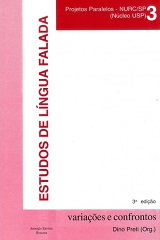 Projetos Paralelos - NURC/SP
(Núcleo USP)
3
ESTUDOS DE LÍNGUA FALADA
3ª edição
variações e confrontos
Dino Preti (Org.)